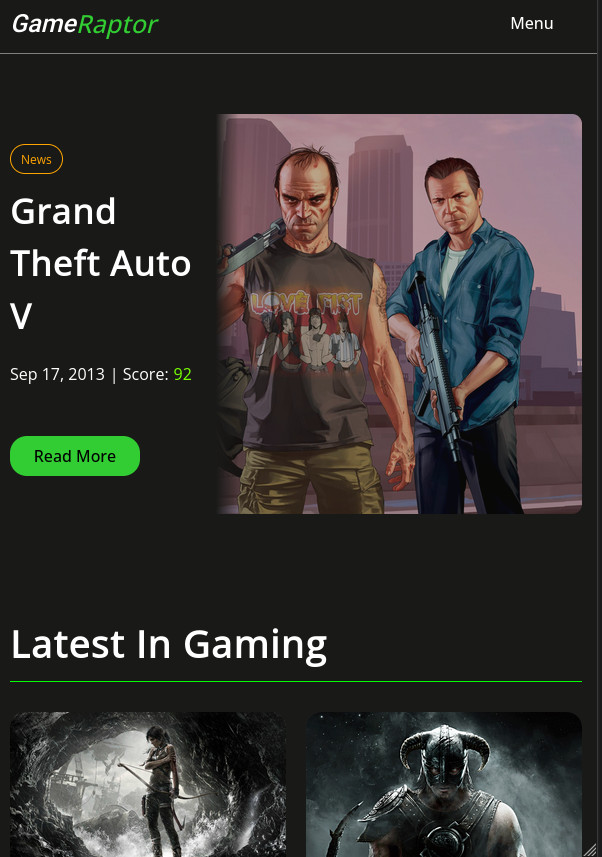 GameRaptor
Menu
News
Grand
Theft Auto
V
Sep 17, 2013 | Score: 92
Read More
LOVE FIST
Latest In Gaming